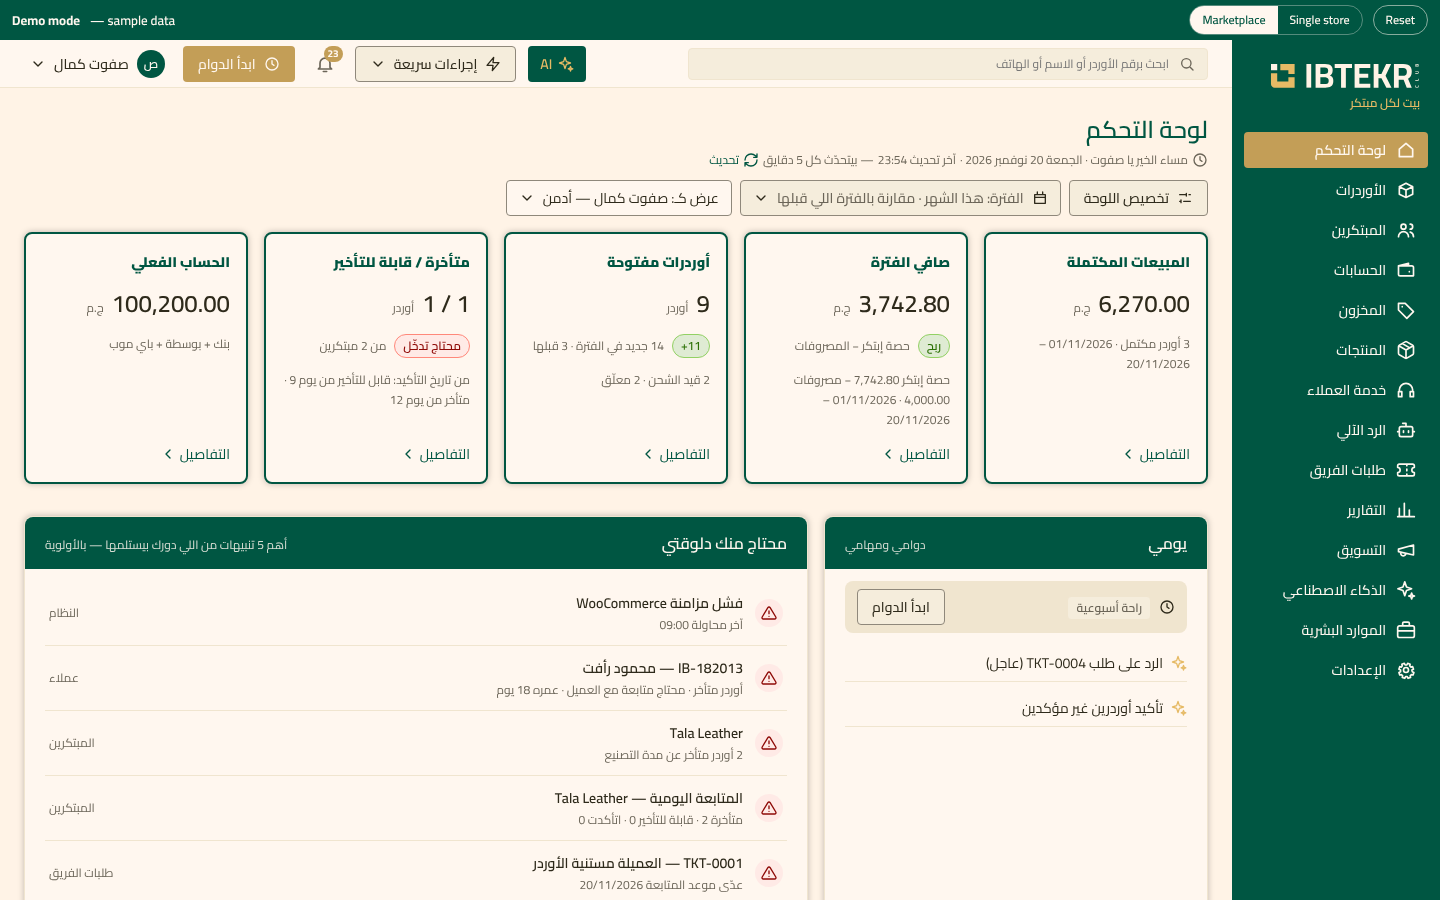 Demo mode — sample data
Marketplace Single store Reset
IBTEKR CLUB
بيت لكل مبتكر
ابحث برقم الأوردر أو الاسم أو الهاتف
AI
إجراءات سريعة
23
ابدأ الدوام
ص صفوت كمال
لوحة التحكم
الأوردرات
المبتكرين
الحسابات
المخزون
المنتجات
خدمة العملاء
الرد الآلي
طلبات الفريق
التقارير
التسويق
الذكاء الاصطناعي
الموارد البشرية
الإعدادات
لوحة التحكم
مساء الخير يا صفوت · الجمعة 20 نوفمبر 2026 · آخر تحديث 23:54 — بيتحدّث كل 5 دقايق تحديث
تخصيص اللوحة
الفترة: هذا الشهر · مقارنة بالفترة اللي قبلها
عرض كـ: صفوت كمال — أدمن
المبيعات المكتملة
6,270.00 ج.م
3 أوردر مكتمل · 01/11/2026 –
20/11/2026
التفاصيل
صافي الفترة
3,742.80 ج.م
ربح حصة إبتكر − المصروفات
حصة إبتكر 7,742.80 − مصروفات
4,000.00 · 01/11/2026 –
20/11/2026
التفاصيل
أوردرات مفتوحة
9 أوردر
+11 14 جديد في الفترة · 3 قبلها
2 قيد الشحن · 2 معلّق
التفاصيل
متأخرة / قابلة للتأخير
1 / 1 أوردر
محتاج تدخّل من 2 مبتكرين
من تاريخ التأكيد: قابل للتأخير من يوم 9 ·
متأخر من يوم 12
التفاصيل
الحساب الفعلي
100,200.00 ج.م
بنك + بوسطة + باي موب
التفاصيل
يومي
دوامي ومهامي
راحة أسبوعية
ابدأ الدوام
الرد على طلب TKT-0004 (عاجل)
تأكيد أوردرين غير مؤكدين
محتاج منك دلوقتي
أهم 5 تنبيهات من اللي دورك بيستلمها — بالأولوية
فشل مزامنة WooCommerce
آخر محاولة 09:00
النظام
IB-182013 — محمود رأفت
أوردر متأخر · محتاج متابعة مع العميل · عمره 18 يوم
عملاء
Tala Leather
2 أوردر متأخر عن مدة التصنيع
المبتكرين
المتابعة اليومية — Tala Leather
متأخرة 2 · قابلة للتأخير 0 · اتأكدت 0
المبتكرين
TKT-0001 — العميلة مستنية الأوردر
عدّى موعد المتابعة 20/11/2026
طلبات الفريق